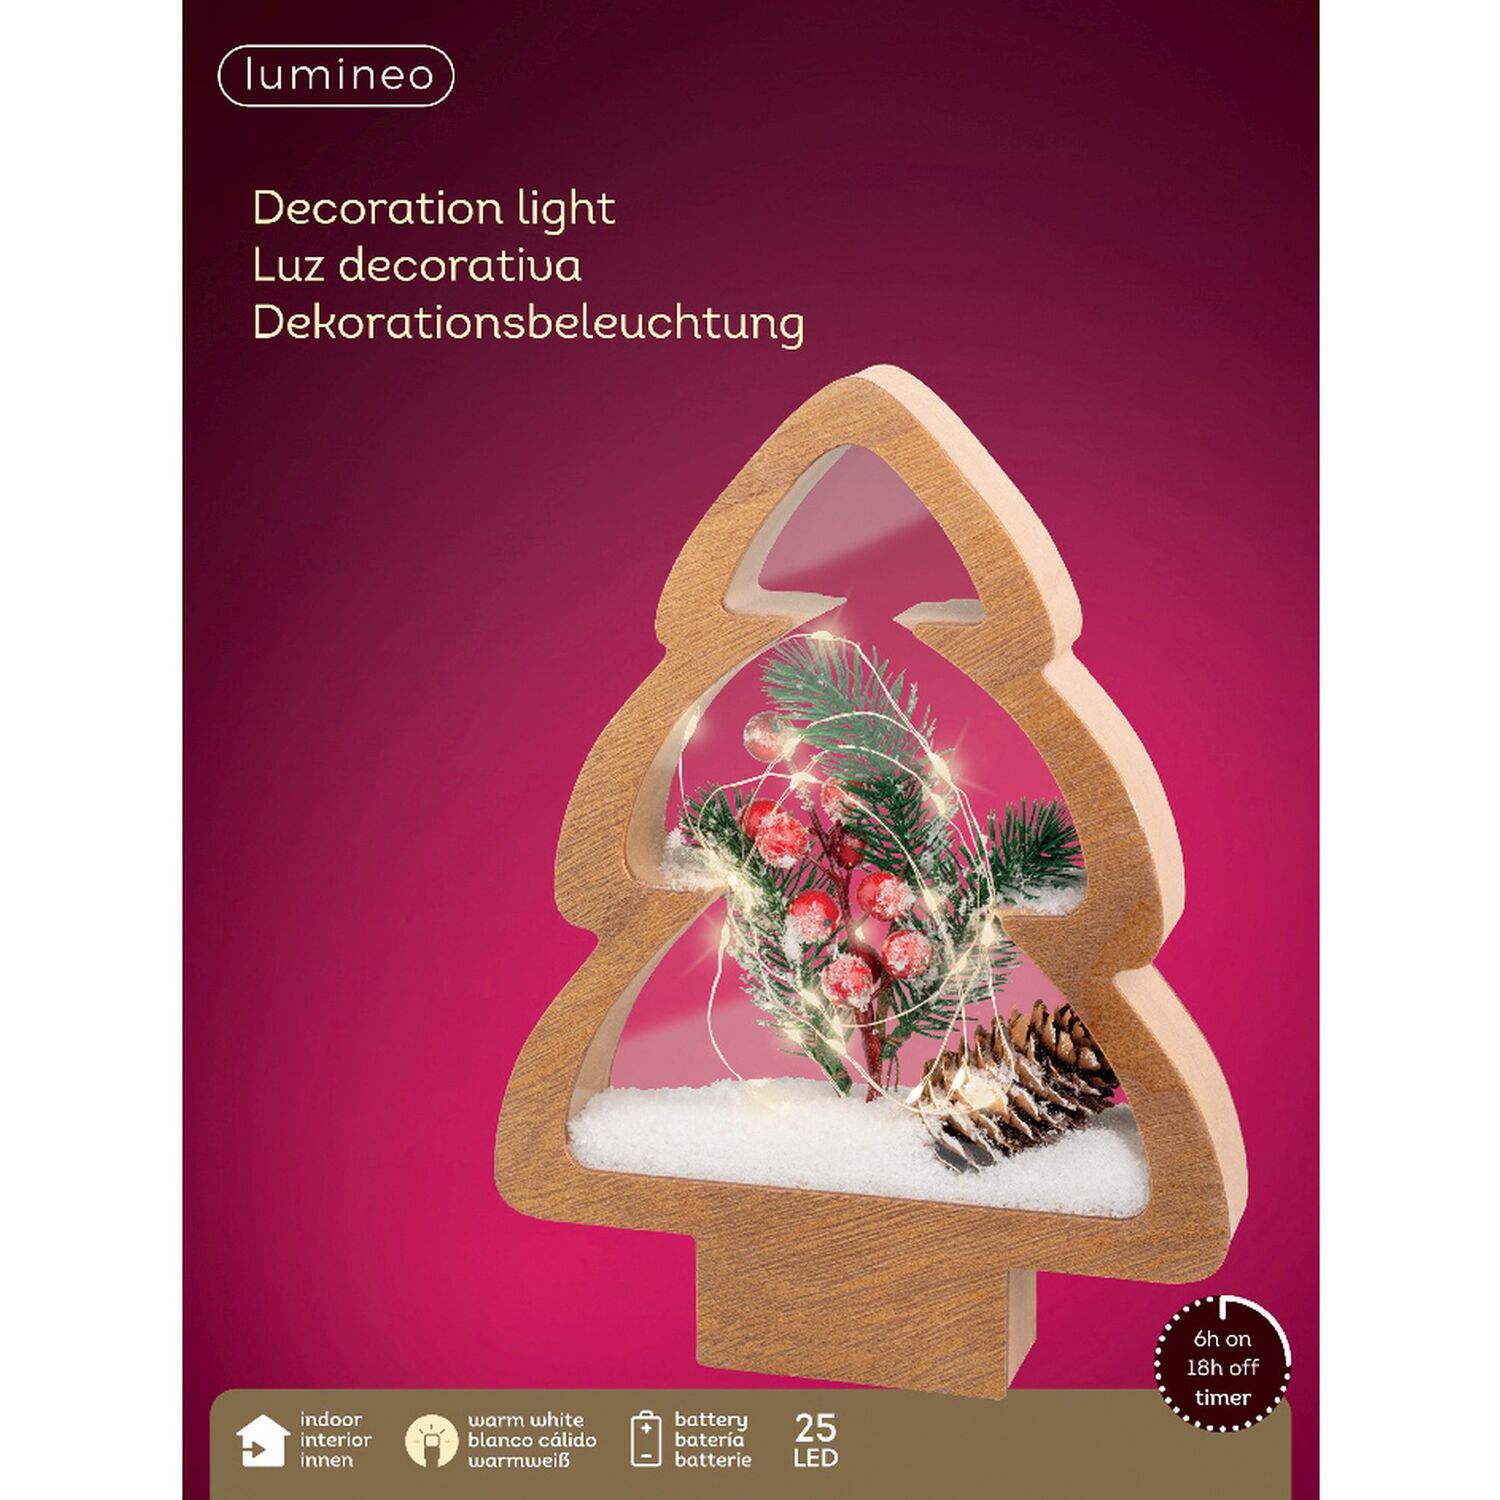 lumineo
Decoration light
Luz decorativa
Dekorationsbeleuchtung
6h on
18h off
timer
indoor
interior
innen
warm white
blanco cálido
warmweiß
battery
batería
batterie
25
LED